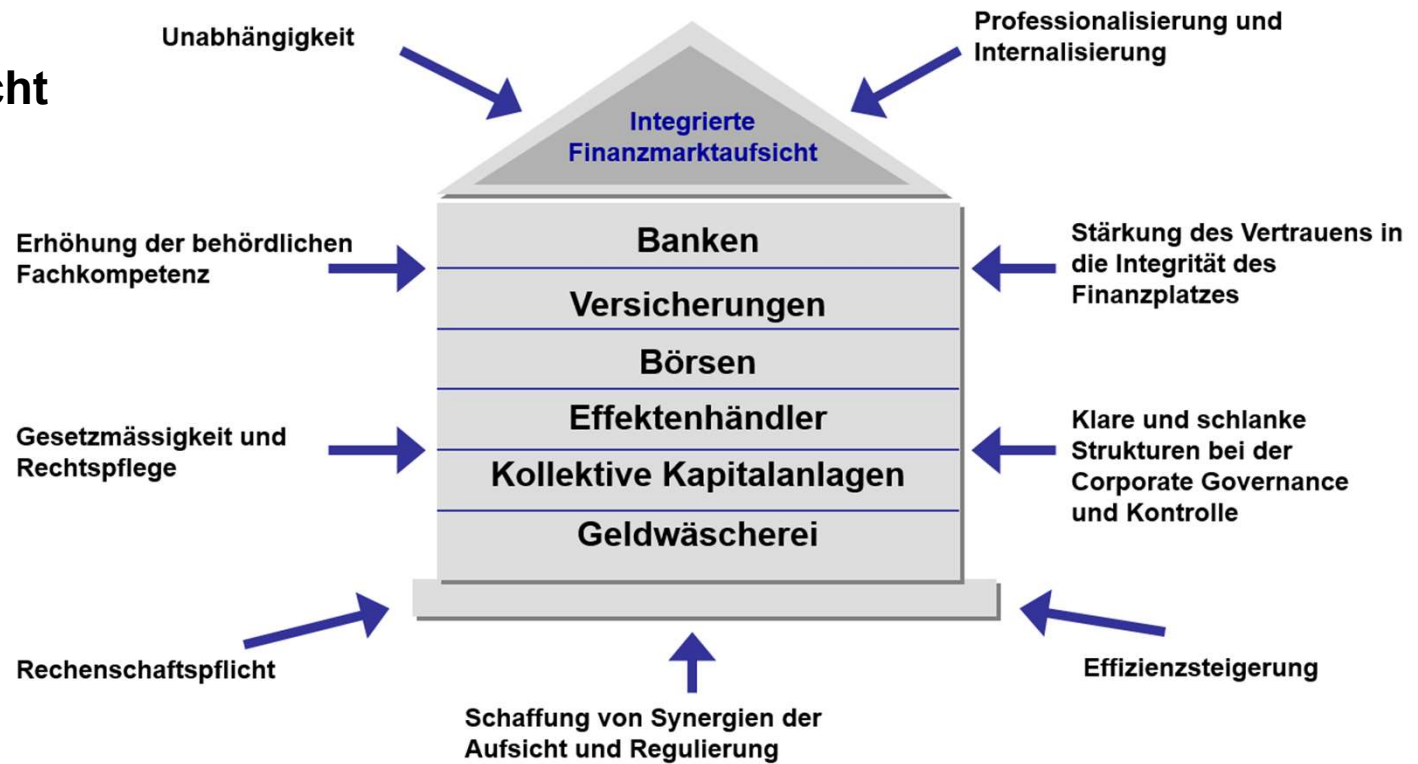 Unabhängigkeit
Professionalisierung und
Internalisierung
cht
Integrierte
Finanzmarktaufsicht
Erhöhung der behördlichen
Fachkompetenz
Banken
Versicherungen
Börsen
Effektenhändler
Kollektive Kapitalanlagen
Geldwäscherei
Stärkung des Vertrauens in
die Integrität des
Finanzplatzes
Gesetzmässigkeit und
Rechtspflege
Klare und schlanke
Strukturen bei der
Corporate Governance
und Kontrolle
Rechenschaftspflicht
Schaffung von Synergien der
Aufsicht und Regulierung
Effizienzsteigerung